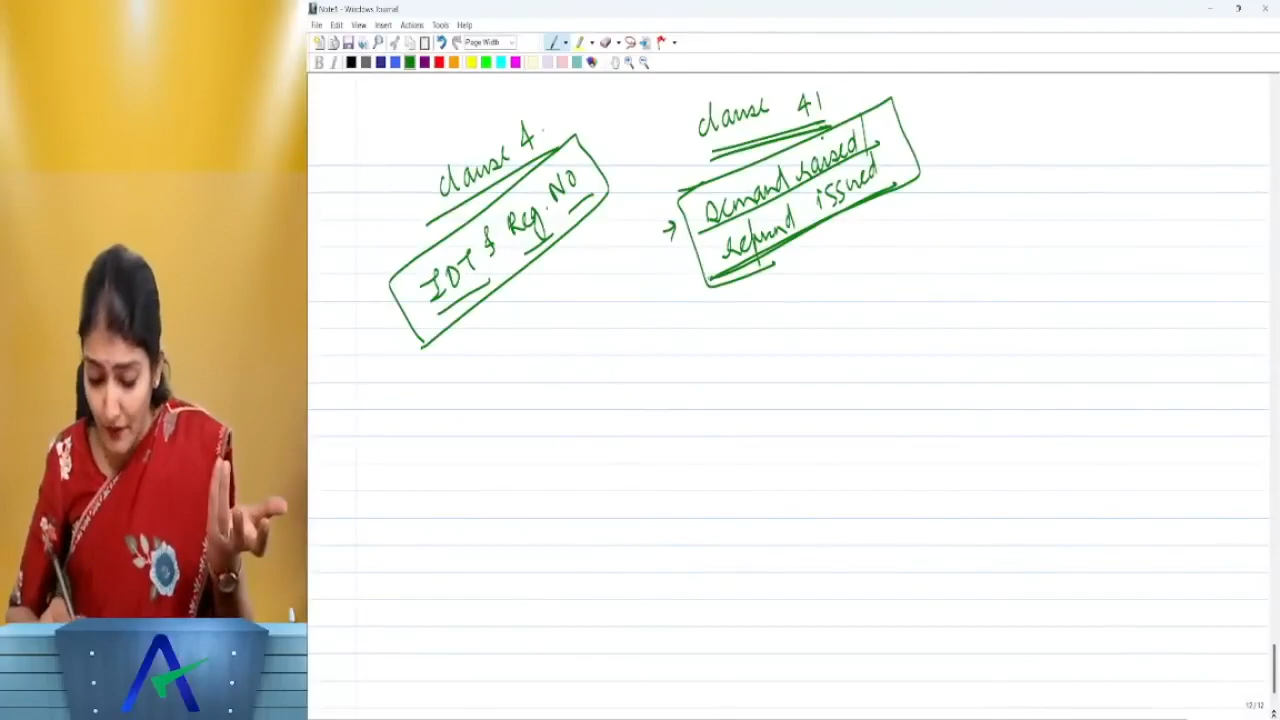 Note1 - Windows Journal
File Edit View Insert Actions Tools Help
Page Width
B I
clause 4
IDT & Reg. No
clause 41
Demand raised/
refund issued
12/12